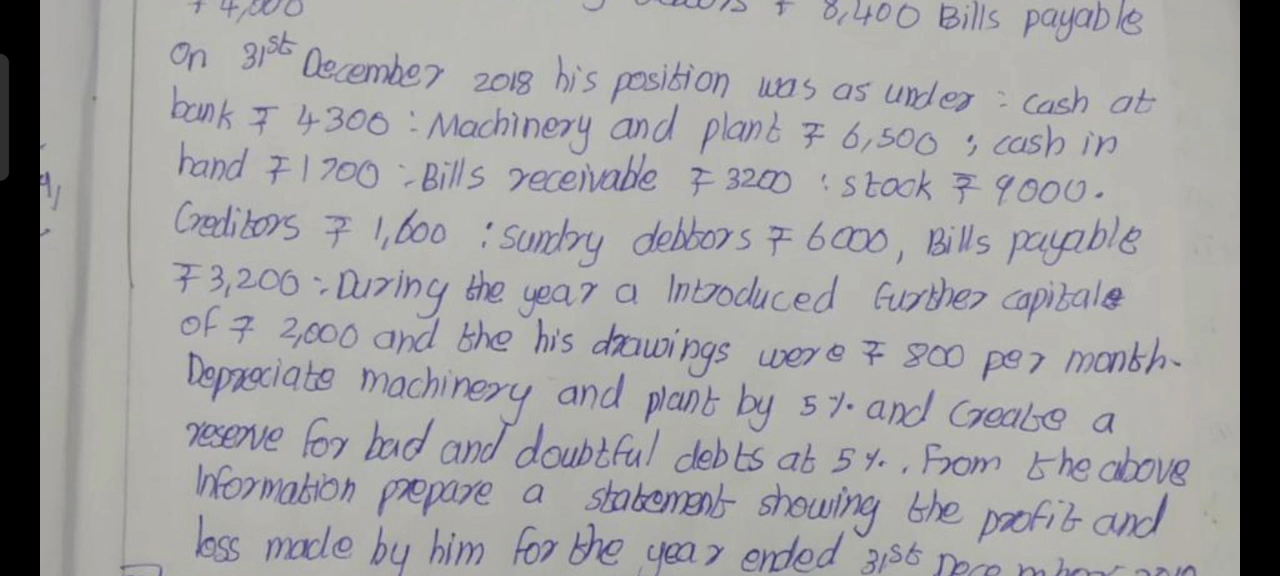 ₹ 4,000 ₹ 8,400 Bills payable
On 31st December 2018 his position was as under : cash at
bank ₹ 4300 : Machinery and plant ₹ 6,500 ; cash in
hand ₹ 1700 :- Bills receivable ₹ 3200 : stock ₹ 9000.
Creditors ₹ 1,600 : sundry debtors ₹ 6000, Bills payable
₹ 3,200 :- During the year a Introduced further capitale
of ₹ 2,000 and the his drawings were ₹ 800 per month.
Depreciate machinery and plant by 5 %. and create a
reserve for bad and doubtful debts at 5 %. . From the above
Information prepare a statement showing the profit and
loss made by him for the year ended 31st